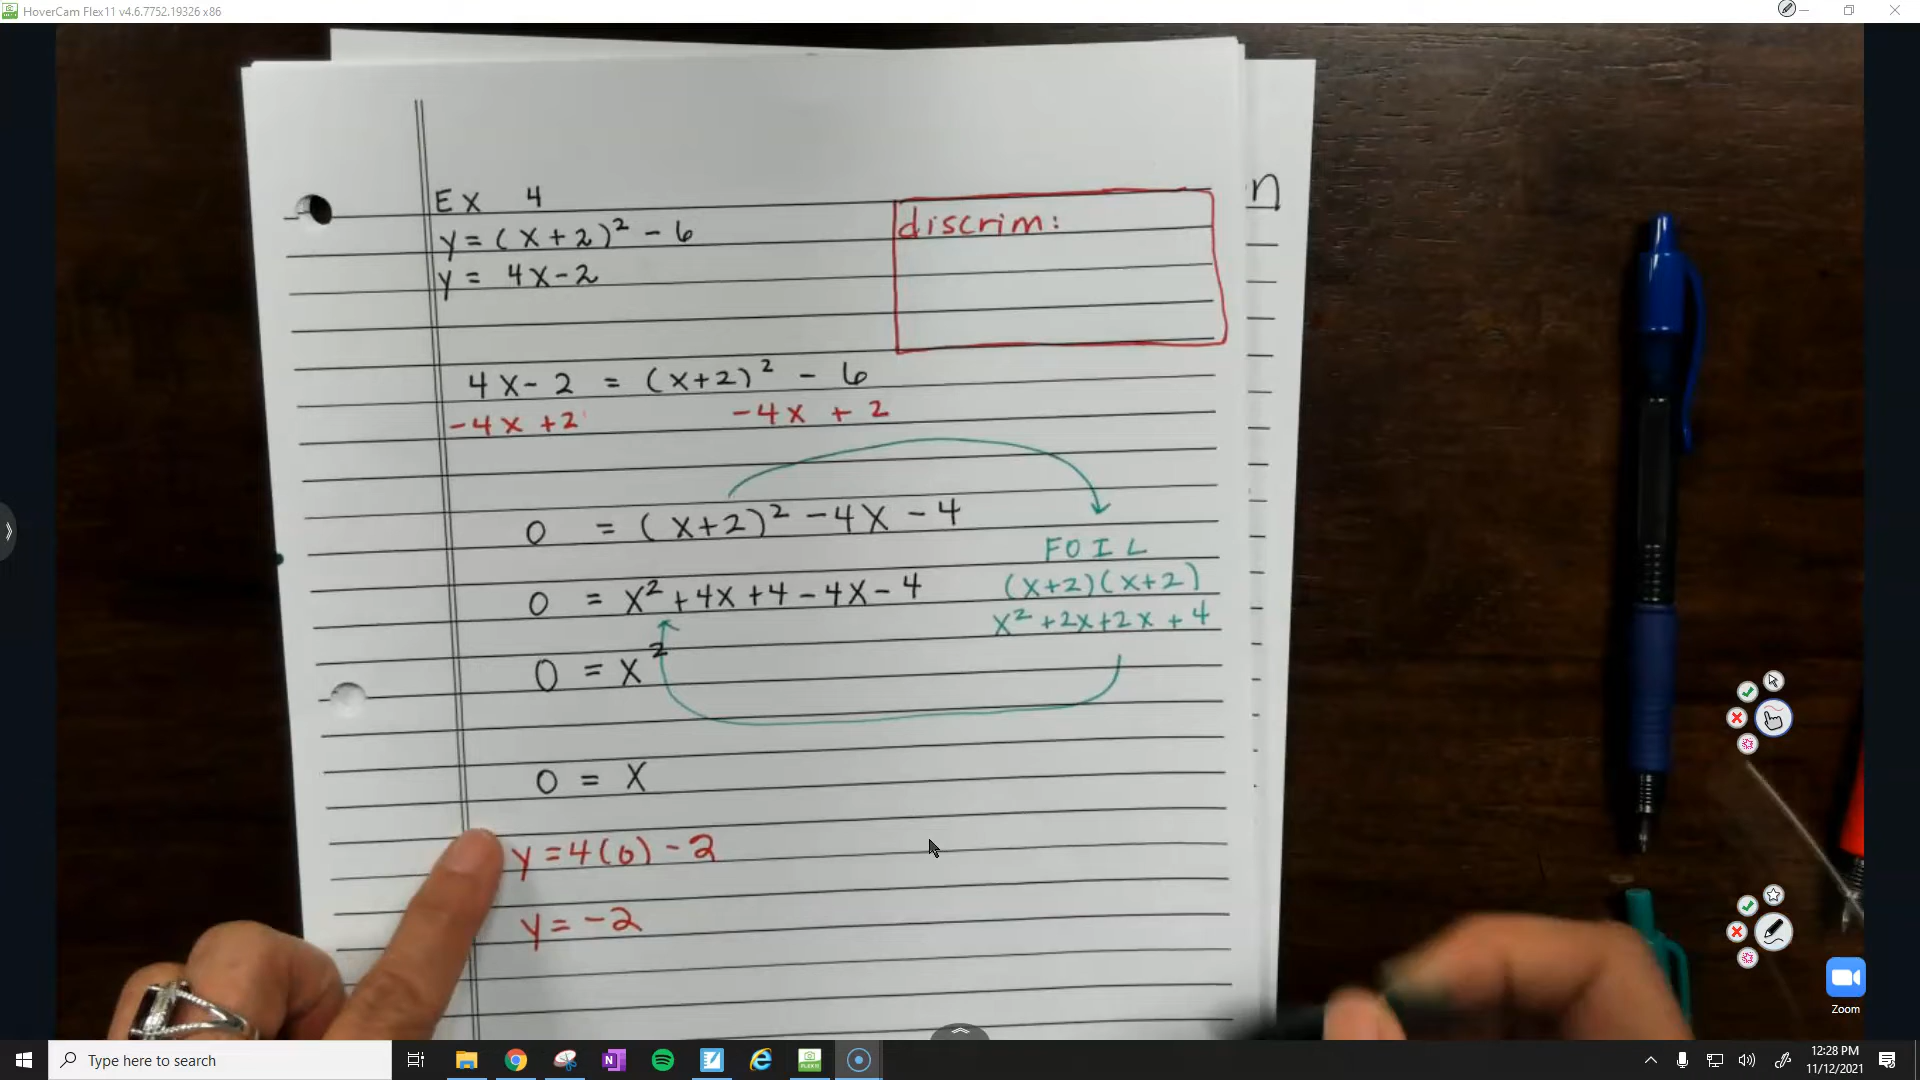 HoverCam Flex11 v4.6.7752.19326 x86
Ex 4
y = (x+2)² - 6
y = 4x-2
discrim:
n
4x-2 = (x+2)² - 6
-4x +2 -4x + 2
0 = (x+2)² -4x -4
FOIL
(x+2)(x+2)
0 = x² +4x +4 -4x -4
x² +2x+2x +4
0 = x²
0 = x
y = 4(0) -2
y = -2
Zoom
Type here to search
N
FLEX11
12:28 PM
11/12/2021